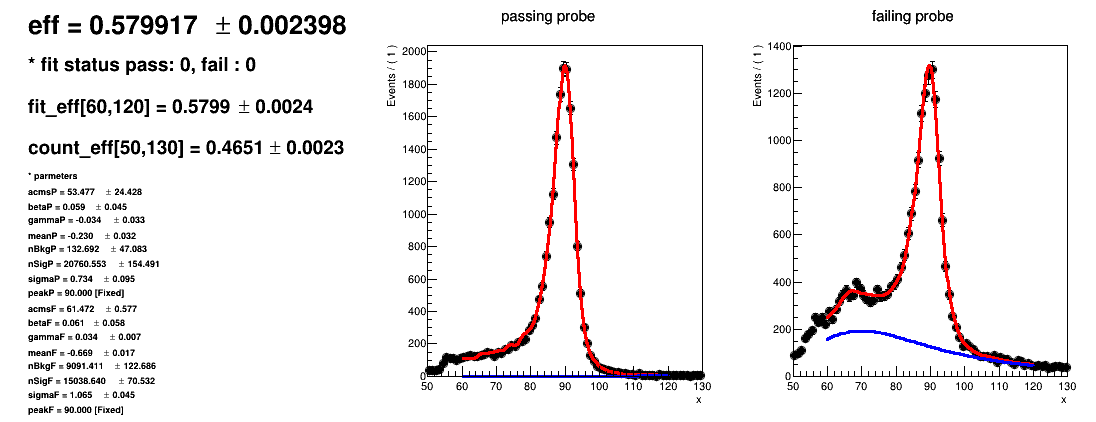 eff = 0.579917 ± 0.002398
* fit status pass: 0, fail : 0
fit_eff[60,120] = 0.5799 ± 0.0024
count_eff[50,130] = 0.4651 ± 0.0023
* parmeters
acmsP = 53.477 ± 24.428
betaP = 0.059 ± 0.045
gammaP = -0.034 ± 0.033
meanP = -0.230 ± 0.032
nBkgP = 132.692 ± 47.083
nSigP = 20760.553 ± 154.491
sigmaP = 0.734 ± 0.095
peakP = 90.000 [Fixed]
acmsF = 61.472 ± 0.577
betaF = 0.061 ± 0.058
gammaF = 0.034 ± 0.007
meanF = -0.669 ± 0.017
nBkgF = 9091.411 ± 122.686
nSigF = 15038.640 ± 70.532
sigmaF = 1.065 ± 0.045
peakF = 90.000 [Fixed]
passing probe
Events / ( 1 )
2000
1800
1600
1400
1200
1000
800
600
400
200
0
50 60 70 80 90 100 110 120 130
x
failing probe
Events / ( 1 )
1400
1200
1000
800
600
400
200
0
50 60 70 80 90 100 110 120 130
x